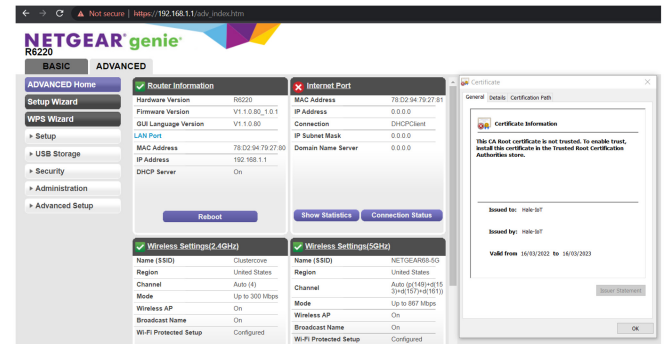 Not secure | https://192.168.1.1/adv_index.htm
NETGEAR® genie®
R6220
BASIC ADVANCED
ADVANCED Home
Setup Wizard
WPS Wizard
Setup
USB Storage
Security
Administration
Advanced Setup
Router Information
Hardware Version R6220
Firmware Version V1.1.0.80_1.0.1
GUI Language Version V1.1.0.80
LAN Port
MAC Address 78:D2:94:79:27:80
IP Address 192.168.1.1
DHCP Server On
Reboot
Internet Port
MAC Address 78:D2:94:79:27:81
IP Address 0.0.0.0
Connection DHCPClient
IP Subnet Mask 0.0.0.0
Domain Name Server 0.0.0.0
Show Statistics Connection Status
Wireless Settings(2.4GHz)
Name (SSID) Clustercove
Region United States
Channel Auto (4)
Mode Up to 300 Mbps
Wireless AP On
Broadcast Name On
Wi-Fi Protected Setup Configured
Wireless Settings(5GHz)
Name (SSID) NETGEAR68-5G
Region United States
Channel Auto (p(149)+d(15
3)+d(157)+d(161))
Mode Up to 867 Mbps
Wireless AP On
Broadcast Name On
Wi-Fi Protected Setup Configured
Certificate
General Details Certification Path
Certificate Information
This CA Root certificate is not trusted. To enable trust,
install this certificate in the Trusted Root Certification
Authorities store.
Issued to: Hale-IoT
Issued by: Hale-IoT
Valid from 16/03/2022 to 16/03/2023
Issuer Statement
OK